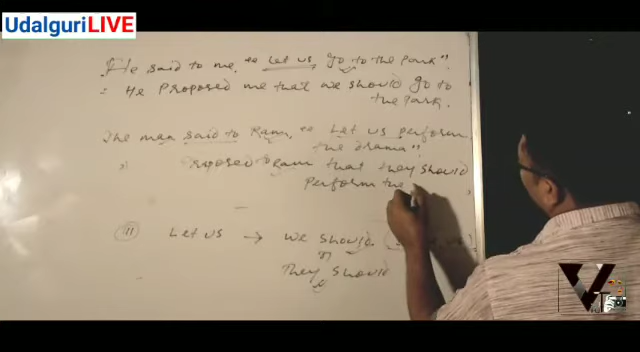 UdalguriLIVE
He said to me, "Let us go to the park".
: He proposed me that we should go to
the park.
The man said to Ram, "Let us perform
the drama".
proposed Ram that they should
perform the
(iii) Let us → We should
or
They should
V